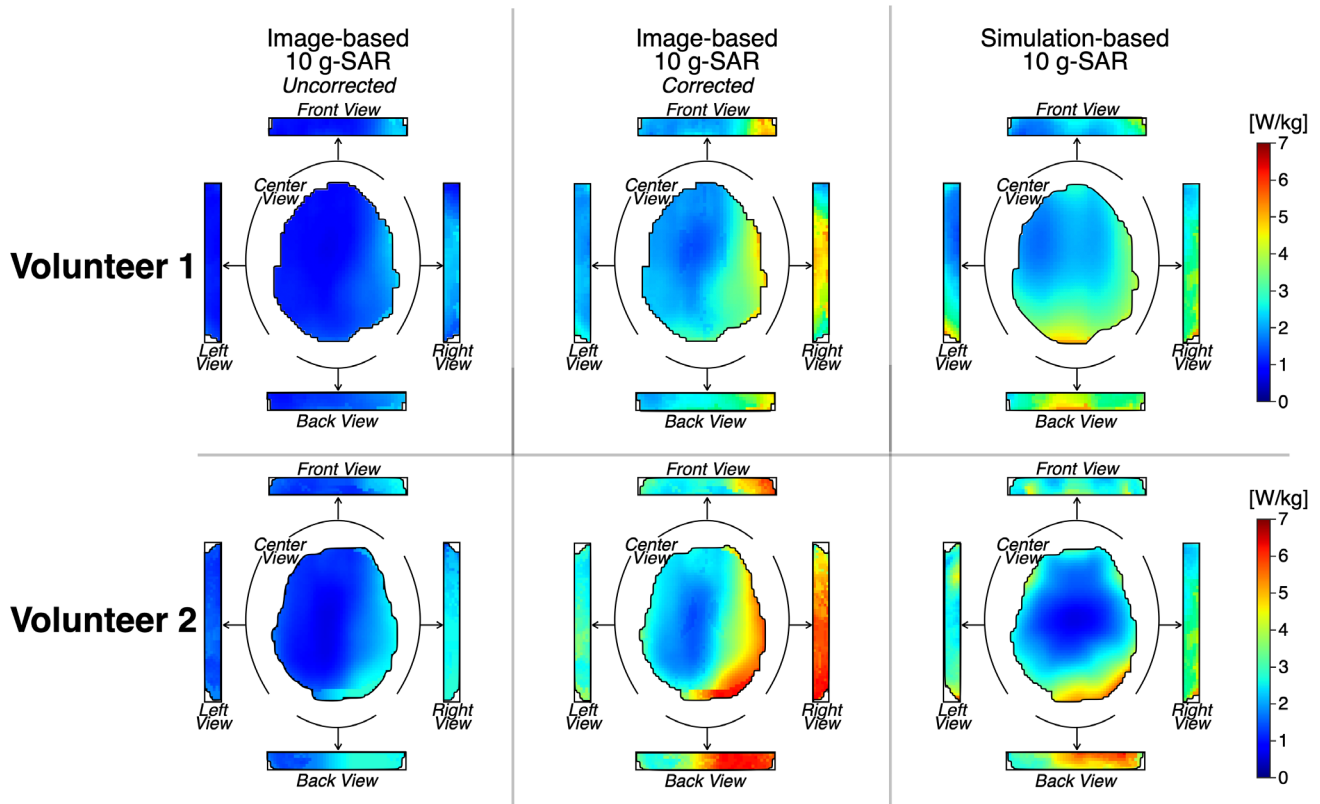 Image-based
10 g-SAR
Uncorrected
Image-based
10 g-SAR
Corrected
Simulation-based
10 g-SAR
Volunteer 1
Front View
Center
View
Left
View
Right
View
Back View
Front View
Center
View
Left
View
Right
View
Back View
Front View
Center
View
Left
View
Right
View
Back View
[W/kg]
7
6
5
4
3
2
1
0
Volunteer 2
Front View
Center
View
Left
View
Right
View
Back View
Front View
Center
View
Left
View
Right
View
Back View
Front View
Center
View
Left
View
Right
View
Back View
[W/kg]
7
6
5
4
3
2
1
0